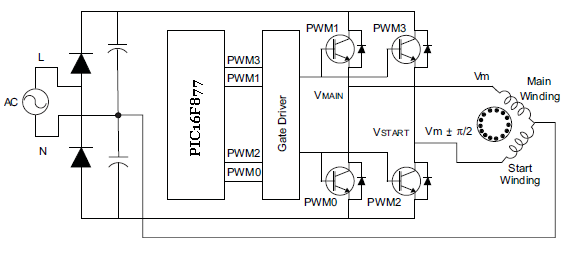 PWM1
PWM3
L
AC
N
PIC16F877
PWM3
PWM1
PWM2
PWM0
Gate Driver
VMAIN
VSTART
Vm
Vm ± π/2
Main
Winding
Start
Winding
PWM0
PWM2